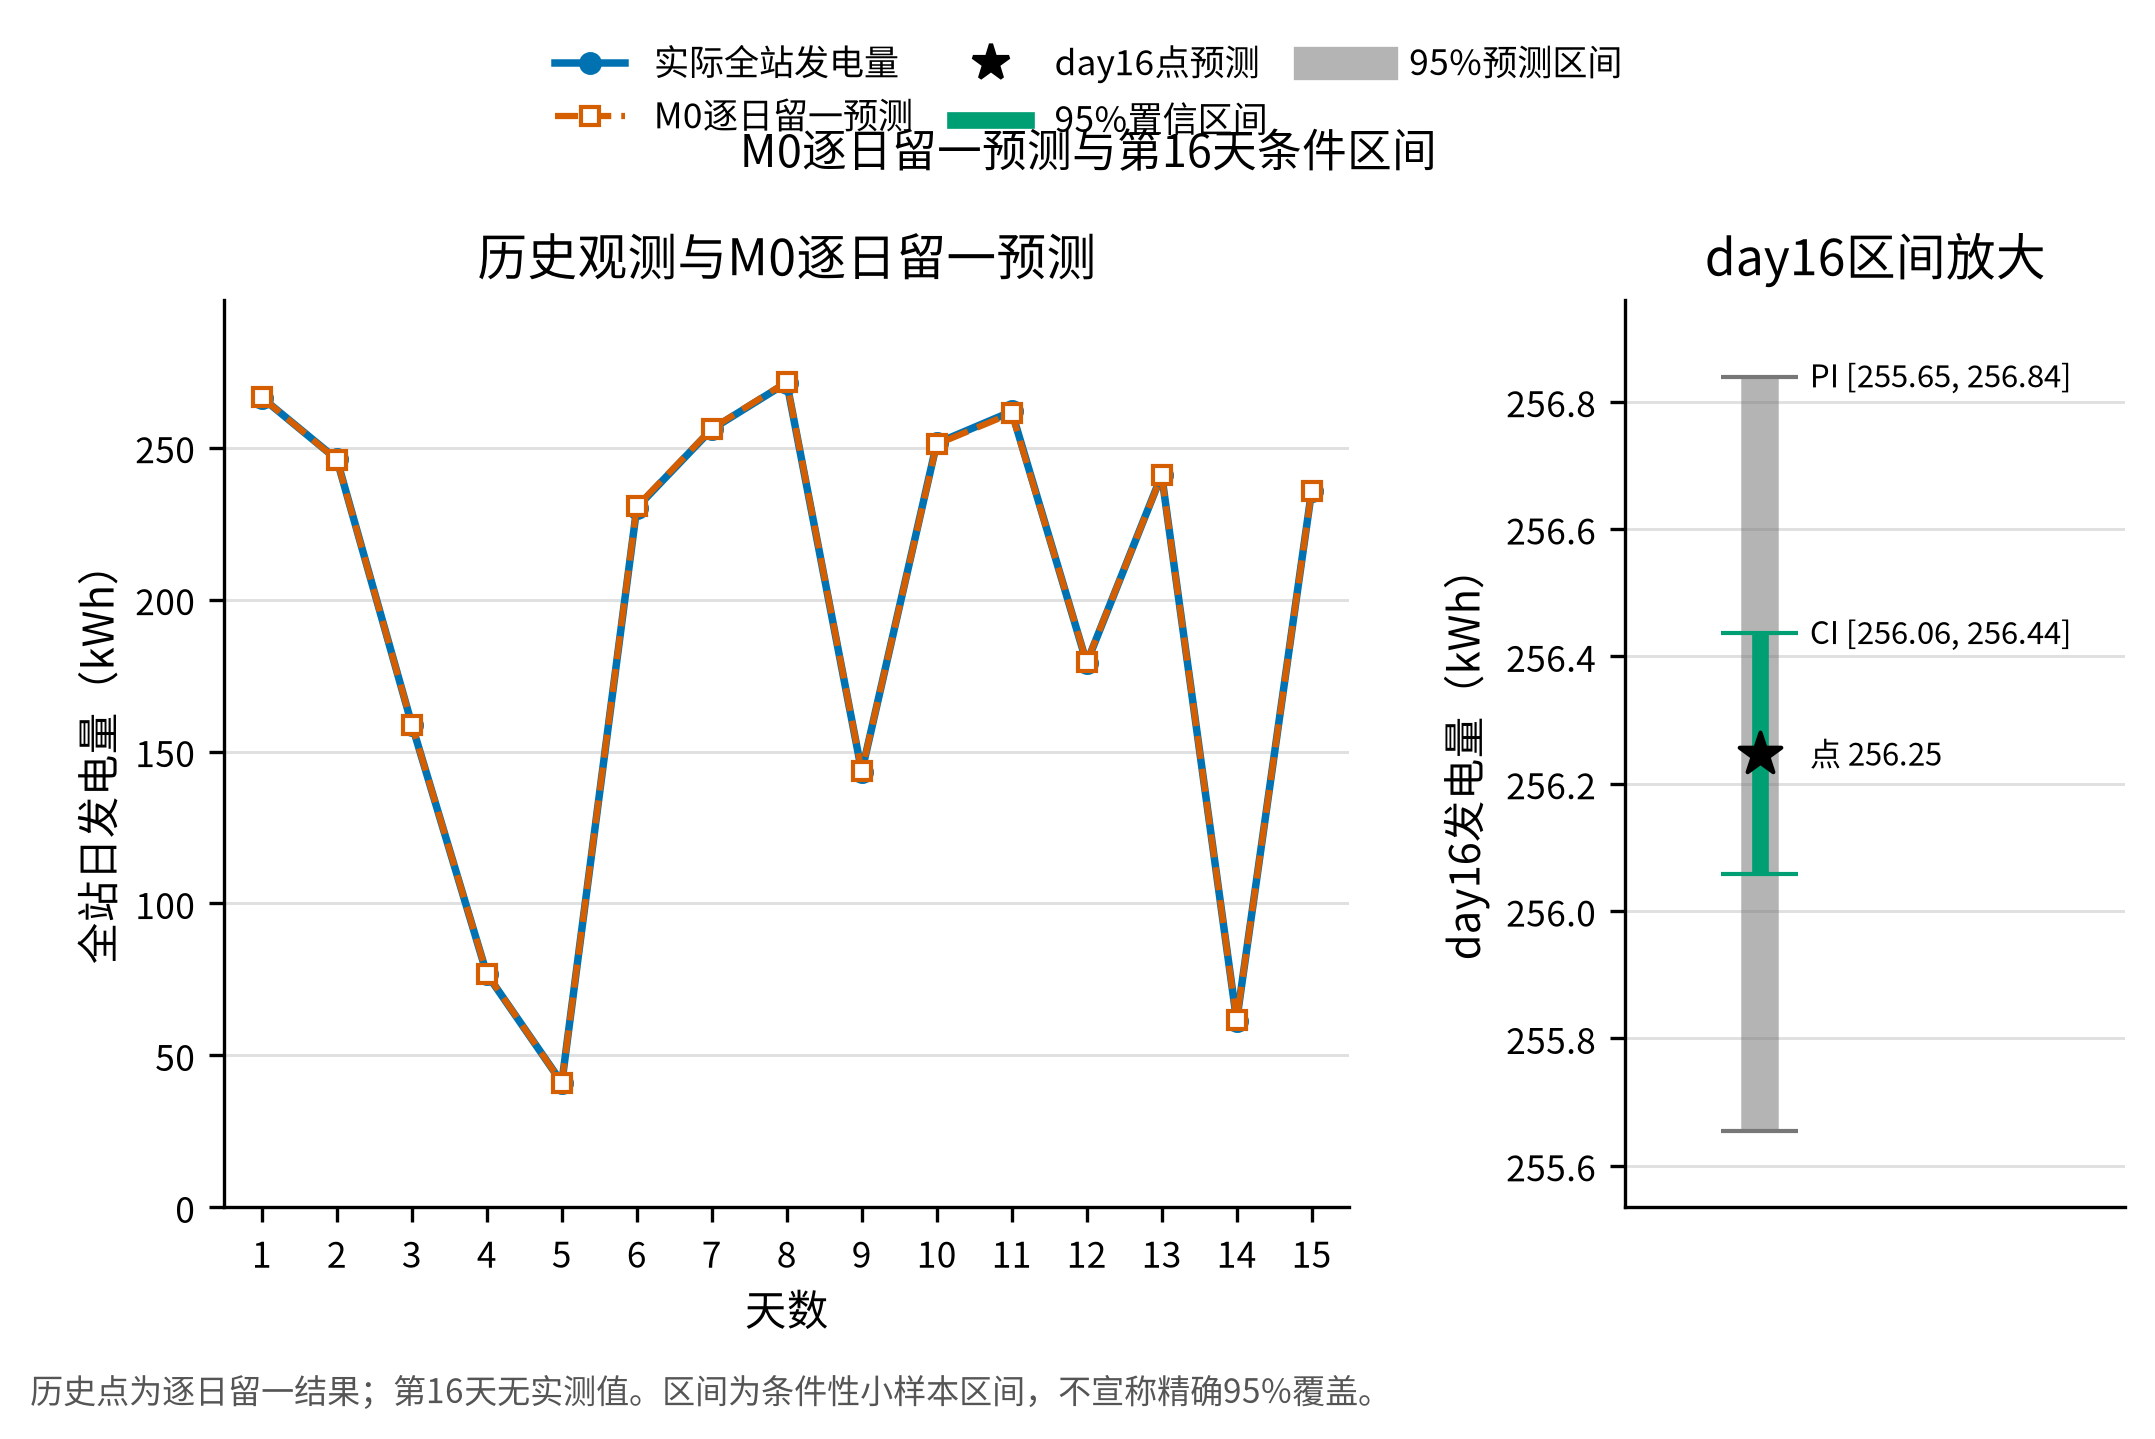 实际全站发电量
M0逐日留一预测
day16点预测
95%置信区间
95%预测区间
M0逐日留一预测与第16天条件区间
历史观测与M0逐日留一预测
全站日发电量（kWh）
250
200
150
100
50
0
1 2 3 4 5 6 7 8 9 10 11 12 13 14 15
天数
day16区间放大
day16发电量（kWh）
256.8
256.6
256.4
256.2
256.0
255.8
255.6
PI [255.65, 256.84]
CI [256.06, 256.44]
点 256.25
历史点为逐日留一结果；第16天无实测值。区间为条件性小样本区间，不宣称精确95%覆盖。